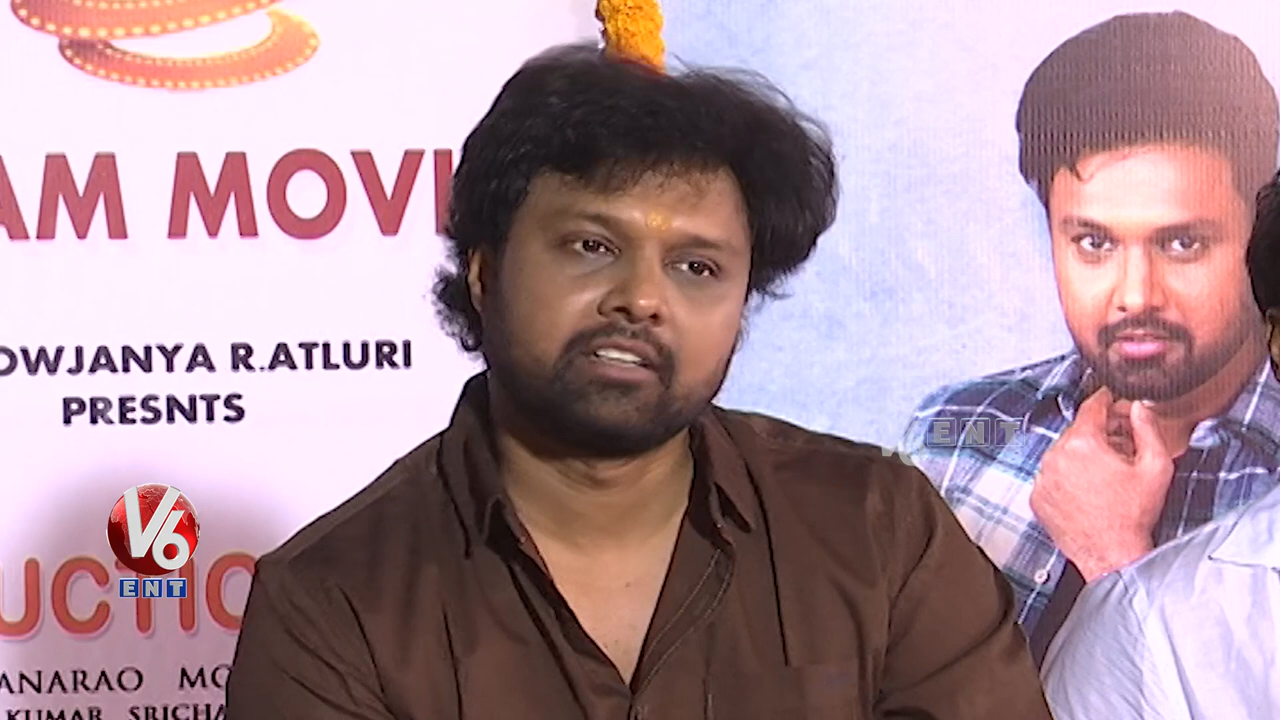 AM MOVI
OWJANYA R.ATLURI
PRESNTS
V6
ENT
ENT
UCTIO
ANARAO MO
KUMAR SRICHA